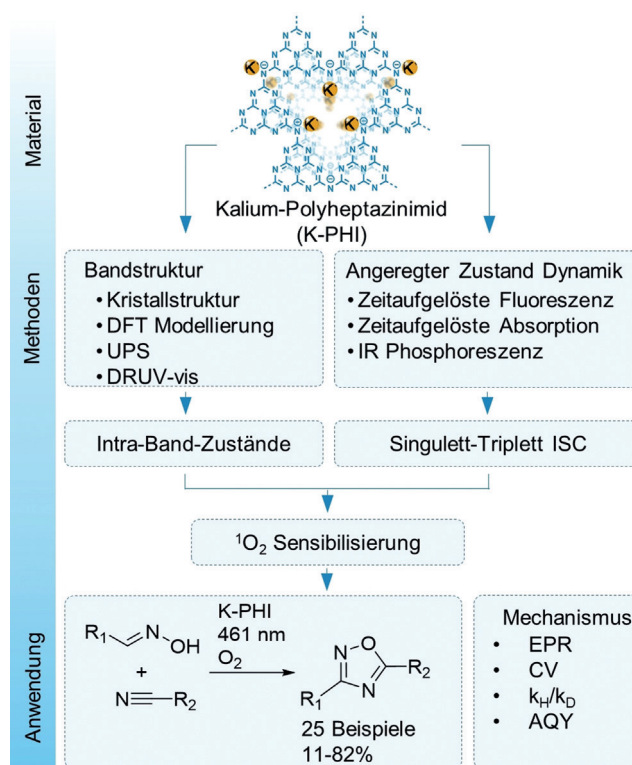 Material
Kalium-Polyheptazinimid
(K-PHI)
Methoden
Bandstruktur
• Kristallstruktur
• DFT Modellierung
• UPS
• DRUV-vis
Angeregter Zustand Dynamik
• Zeitaufgelöste Fluoreszenz
• Zeitaufgelöste Absorption
• IR Phosphoreszenz
Intra-Band-Zustände
Singulett-Triplett ISC
¹O₂ Sensibilisierung
Anwendung
R₁
N
OH
+
N
R₂
K-PHI
461 nm
O₂
N
O
N
R₁
R₂
25 Beispiele
11-82%
Mechanismus
• EPR
• CV
• kH/kD
• AQY